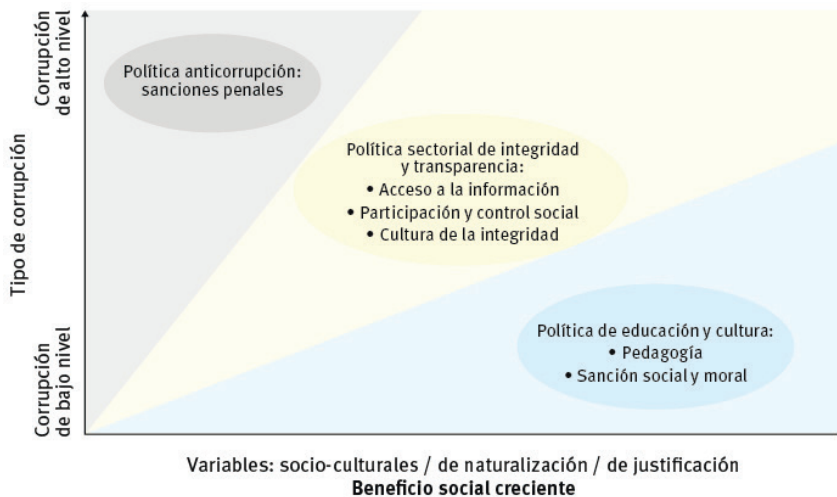 Tipo de corrupción
Corrupción
de alto nivel
Corrupción
de bajo nivel
Política anticorrupción:
sanciones penales
Política sectorial de integridad
y transparencia:
• Acceso a la información
• Participación y control social
• Cultura de la integridad
Política de educación y cultura:
• Pedagogía
• Sanción social y moral
Variables: socio-culturales / de naturalización / de justificación
Beneficio social creciente